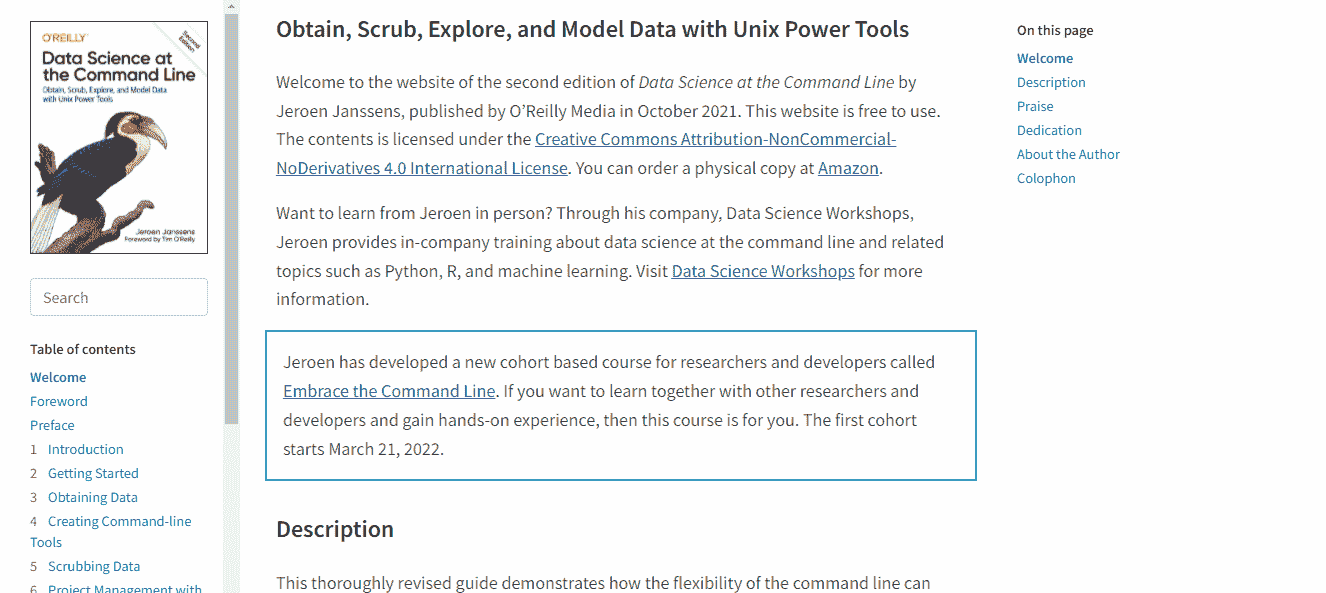 O'REILLY
Second
Edition
Data Science at
the Command Line
Obtain, Scrub, Explore, and Model Data
with Unix Power Tools
Jeroen Janssens
Foreword by Tim O'Reilly
Search
Table of contents
Welcome
Foreword
Preface
1 Introduction
2 Getting Started
3 Obtaining Data
4 Creating Command-line
Tools
5 Scrubbing Data
6 Project Management with
Obtain, Scrub, Explore, and Model Data with Unix Power Tools
Welcome to the website of the second edition of Data Science at the Command Line by
Jeroen Janssens, published by O’Reilly Media in October 2021. This website is free to use.
The contents is licensed under the Creative Commons Attribution-NonCommercial-
NoDerivatives 4.0 International License. You can order a physical copy at Amazon.
Want to learn from Jeroen in person? Through his company, Data Science Workshops,
Jeroen provides in-company training about data science at the command line and related
topics such as Python, R, and machine learning. Visit Data Science Workshops for more
information.
Jeroen has developed a new cohort based course for researchers and developers called
Embrace the Command Line. If you want to learn together with other researchers and
developers and gain hands-on experience, then this course is for you. The first cohort
starts March 21, 2022.
Description
This thoroughly revised guide demonstrates how the flexibility of the command line can
On this page
Welcome
Description
Praise
Dedication
About the Author
Colophon